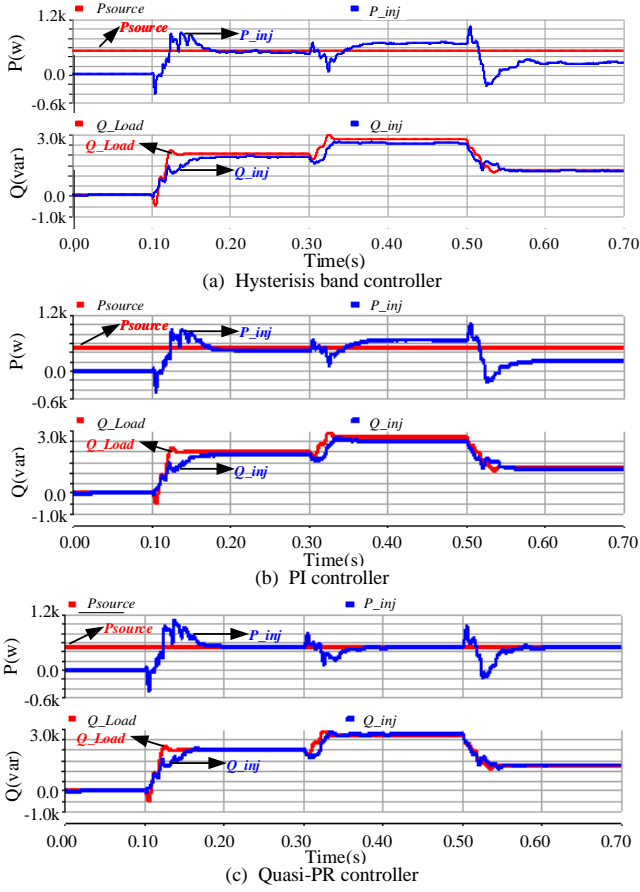 Psource P_inj
1.2k
Psource P_inj
P(w)
0.0
-0.6k
Q_Load Q_inj
3.0k
Q_Load
Q_inj
Q(var)
0.0
-1.0k
0.00 0.10 0.20 0.30 0.40 0.50 0.60 0.70
Time(s)
(a) Hysterisis band controller
Psource P_inj
1.2k
Psource P_inj
P(w)
0.0
-0.6k
Q_Load Q_inj
3.0k
Q_Load
Q_inj
Q(var)
0.0
-1.0k
0.00 0.10 0.20 0.30 0.40 0.50 0.60 0.70
Time(s)
(b) PI controller
Psource P_inj
1.2k
Psource P_inj
P(w)
0.0
-0.6k
Q_Load Q_inj
3.0k
Q_Load
Q_inj
Q(var)
0.0
-1.0k
0.00 0.10 0.20 0.30 0.40 0.50 0.60 0.70
Time(s)
(c) Quasi-PR controller